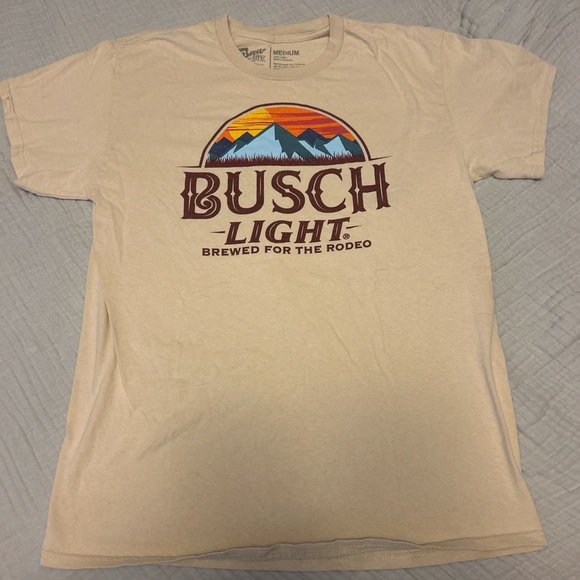 MEDIUM
BUSCH
LIGHT®
BREWED FOR THE RODEO